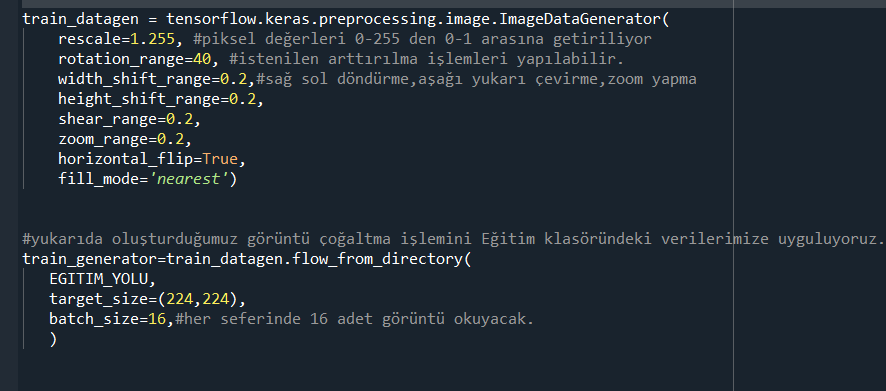 train_datagen = tensorflow.keras.preprocessing.image.ImageDataGenerator(
rescale=1.255, #piksel değerleri 0-255 den 0-1 arasına getiriliyor
rotation_range=40, #istenilen arttırılma işlemleri yapılabilir.
width_shift_range=0.2,#sağ sol döndürme,aşağı yukarı çevirme,zoom yapma
height_shift_range=0.2,
shear_range=0.2,
zoom_range=0.2,
horizontal_flip=True,
fill_mode='nearest')
#yukarıda oluşturduğumuz görüntü çoğaltma işlemini Eğitim klasöründeki verilerimize uyguluyoruz.
train_generator=train_datagen.flow_from_directory(
EGITIM_YOLU,
target_size=(224,224),
batch_size=16,#her seferinde 16 adet görüntü okuyacak.
)